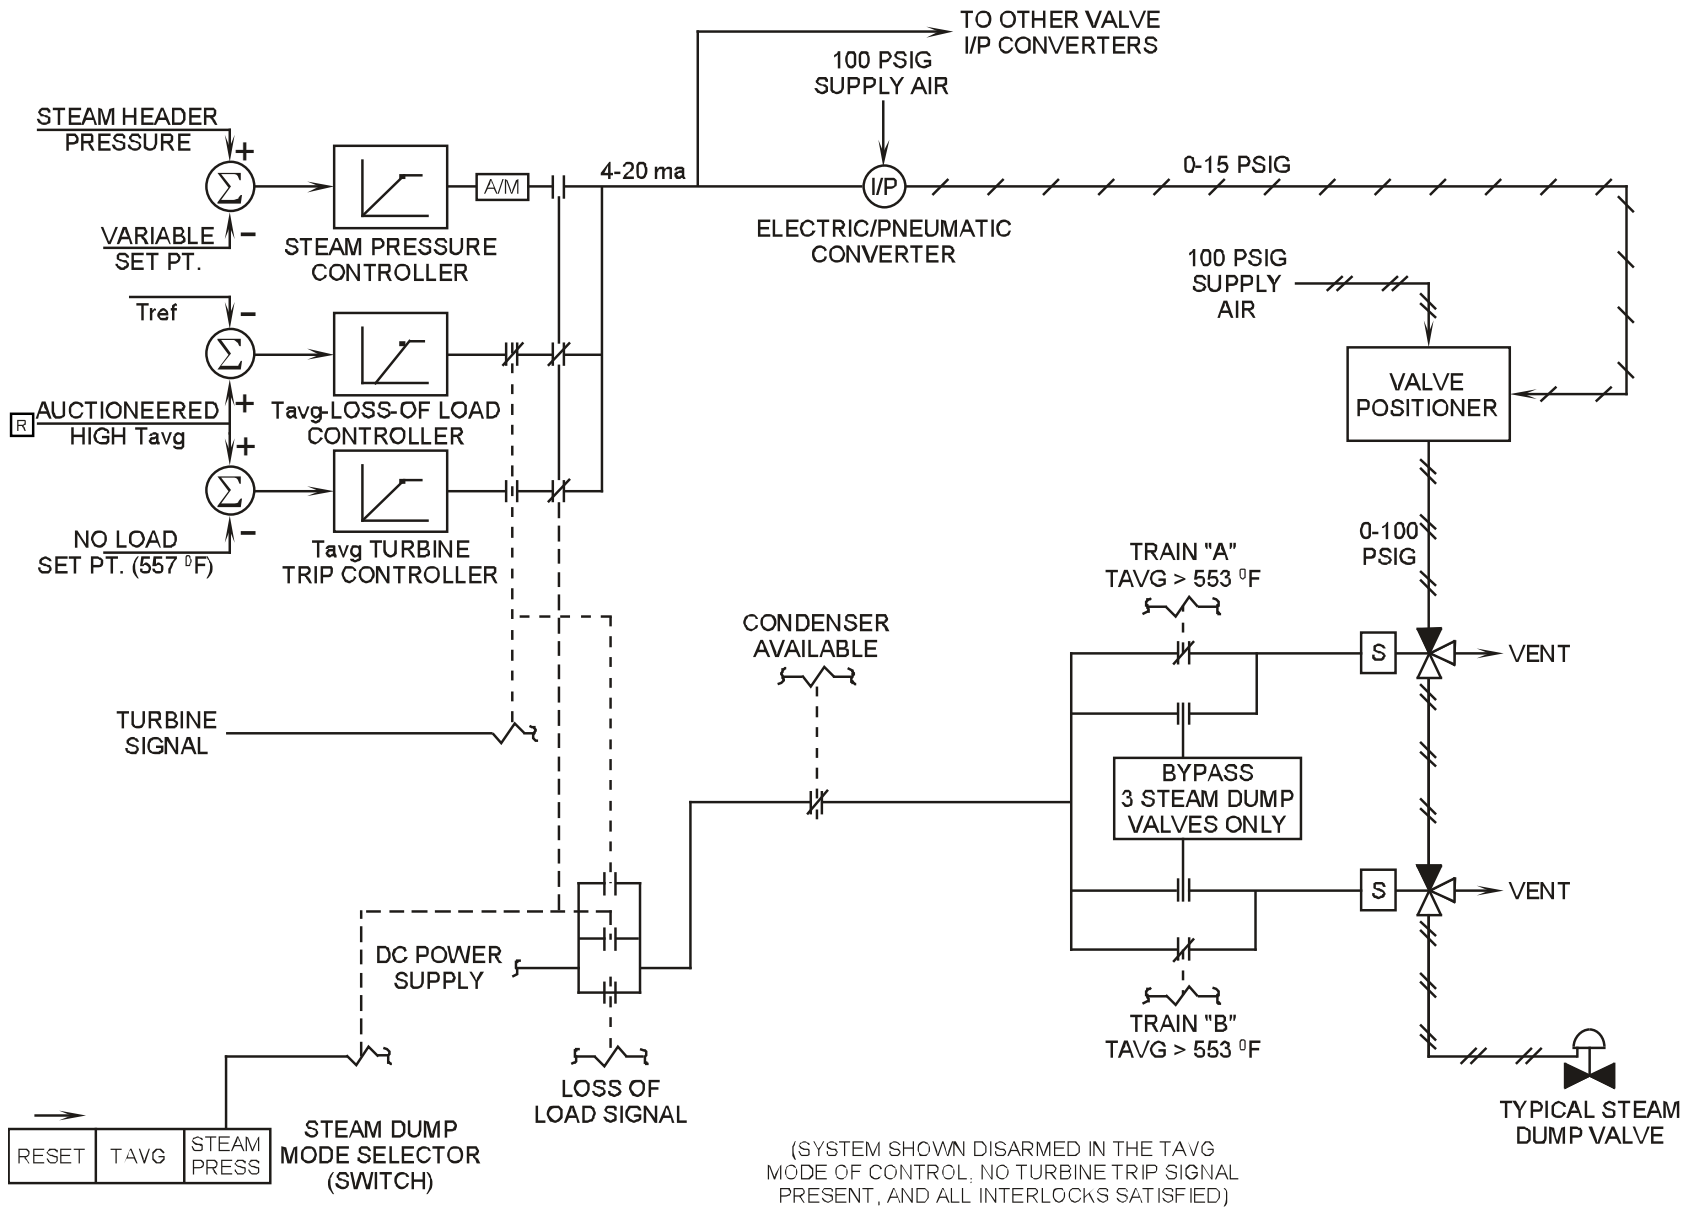 TO OTHER VALVE
I/P CONVERTERS
100 PSIG
SUPPLY AIR
STEAM HEADER
PRESSURE
+
Σ
A/M
4-20 ma
I/P
0-15 PSIG
VARIABLE
SET PT.
−
STEAM PRESSURE
CONTROLLER
ELECTRIC/PNEUMATIC
CONVERTER
100 PSIG
SUPPLY
AIR
Tref
−
Σ
VALVE
POSITIONER
R
AUCTIONEERED
HIGH Tavg
+
+
Tavg-LOSS-OF LOAD
CONTROLLER
Σ
−
NO LOAD
SET PT. (557 ⁰F)
Tavg TURBINE
TRIP CONTROLLER
0-100
PSIG
TRAIN "A"
TAVG > 553 ⁰F
CONDENSER
AVAILABLE
S
VENT
TURBINE
SIGNAL
BYPASS
3 STEAM DUMP
VALVES ONLY
S
VENT
DC POWER
SUPPLY
TRAIN "B"
TAVG > 553 ⁰F
LOSS OF
LOAD SIGNAL
RESET
TAVG
STEAM
PRESS
STEAM DUMP
MODE SELECTOR
(SWITCH)
TYPICAL STEAM
DUMP VALVE
(SYSTEM SHOWN DISARMED IN THE TAVG
MODE OF CONTROL, NO TURBINE TRIP SIGNAL
PRESENT, AND ALL INTERLOCKS SATISFIED)